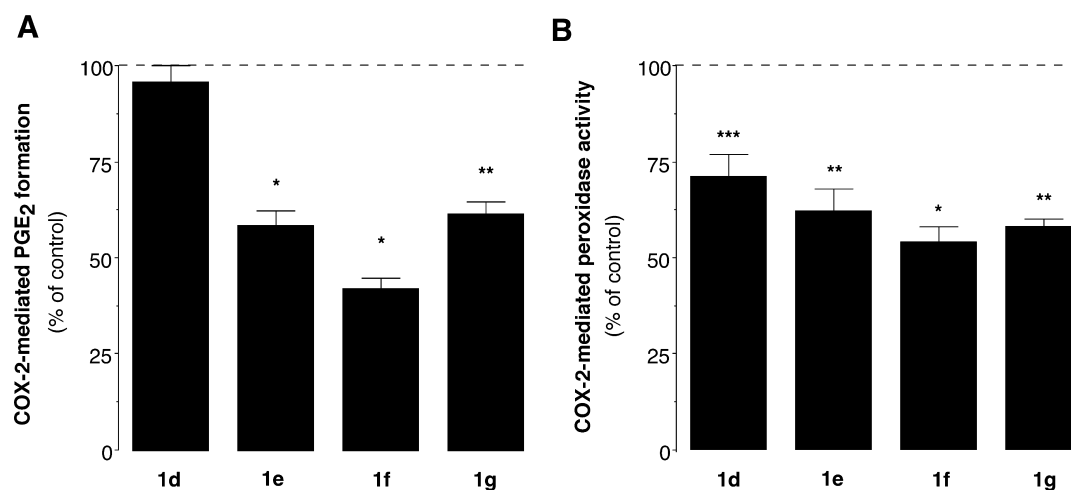 A
COX-2-mediated PGE2 formation
(% of control)
100
75
50
25
0
*
*
**
1d
1e
1f
1g
B
COX-2-mediated peroxidase activity
(% of control)
100
75
50
25
0
***
**
*
**
1d
1e
1f
1g